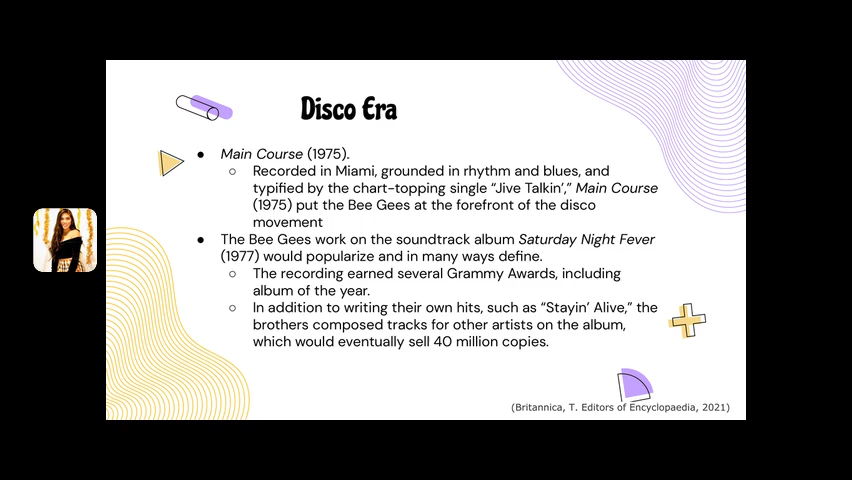 Disco Era
● Main Course (1975).
○ Recorded in Miami, grounded in rhythm and blues, and
typified by the chart-topping single “Jive Talkin’,” Main Course
(1975) put the Bee Gees at the forefront of the disco
movement
● The Bee Gees work on the soundtrack album Saturday Night Fever
(1977) would popularize and in many ways define.
○ The recording earned several Grammy Awards, including
album of the year.
○ In addition to writing their own hits, such as “Stayin’ Alive,” the
brothers composed tracks for other artists on the album,
which would eventually sell 40 million copies.
(Britannica, T. Editors of Encyclopaedia, 2021)